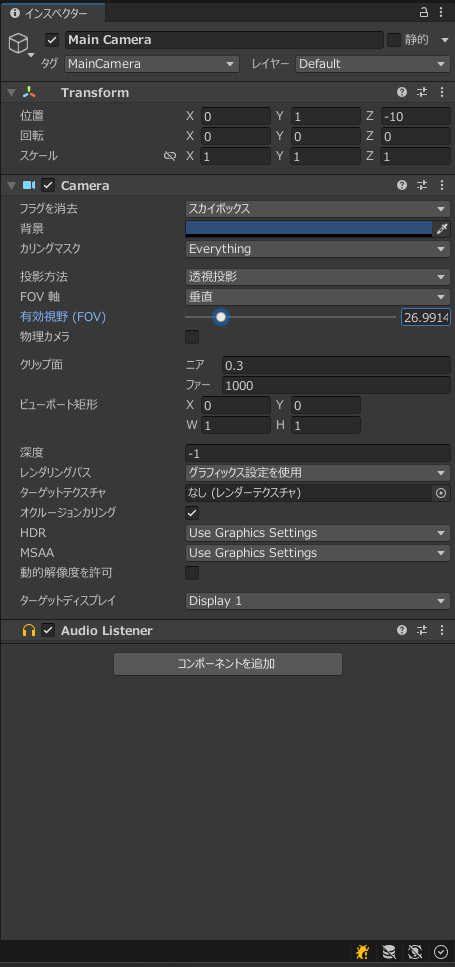 インスペクター
Main Camera 静的
タグ MainCamera レイヤー Default
Transform
位置 X 0 Y 1 Z -10
回転 X 0 Y 0 Z 0
スケール X 1 Y 1 Z 1
Camera
フラグを消去 スカイボックス
背景
カリングマスク Everything
投影方法 透視投影
FOV 軸 垂直
有効視野 (FOV) 26.9914
物理カメラ
クリップ面 ニア 0.3
ファー 1000
ビューポート矩形 X 0 Y 0
W 1 H 1
深度 -1
レンダリングパス グラフィックス設定を使用
ターゲットテクスチャ なし (レンダーテクスチャ)
オクルージョンカリング
HDR Use Graphics Settings
MSAA Use Graphics Settings
動的解像度を許可
ターゲットディスプレイ Display 1
Audio Listener
コンポーネントを追加